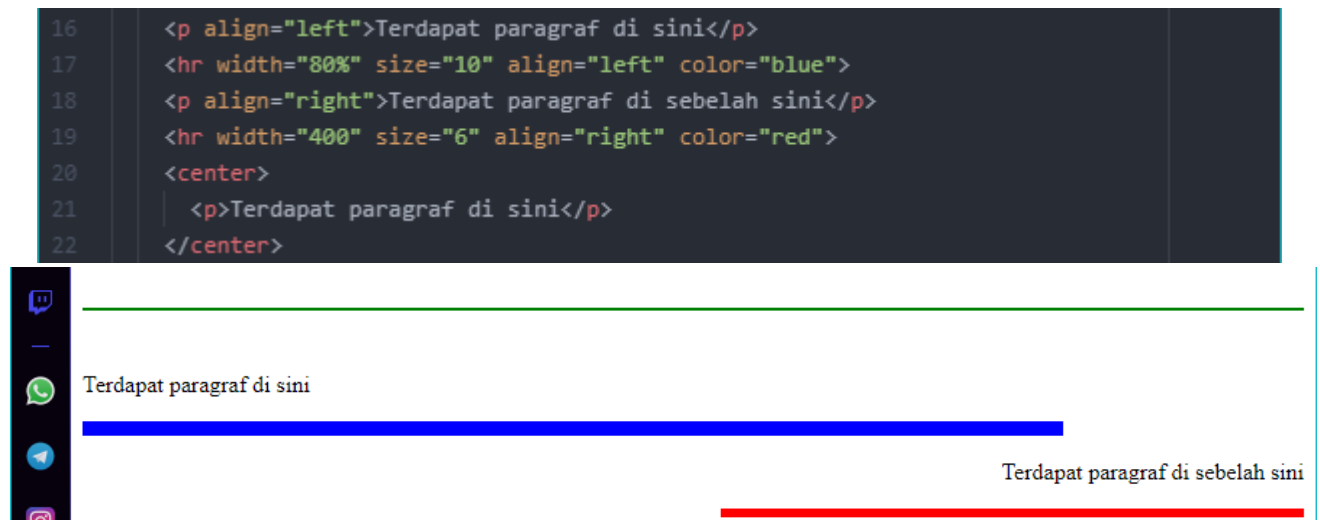 16 <p align="left">Terdapat paragraf di sini</p>
17 <hr width="80%" size="10" align="left" color="blue">
18 <p align="right">Terdapat paragraf di sebelah sini</p>
19 <hr width="400" size="6" align="right" color="red">
20 <center>
21 <p>Terdapat paragraf di sini</p>
22 </center>
Terdapat paragraf di sini
Terdapat paragraf di sebelah sini